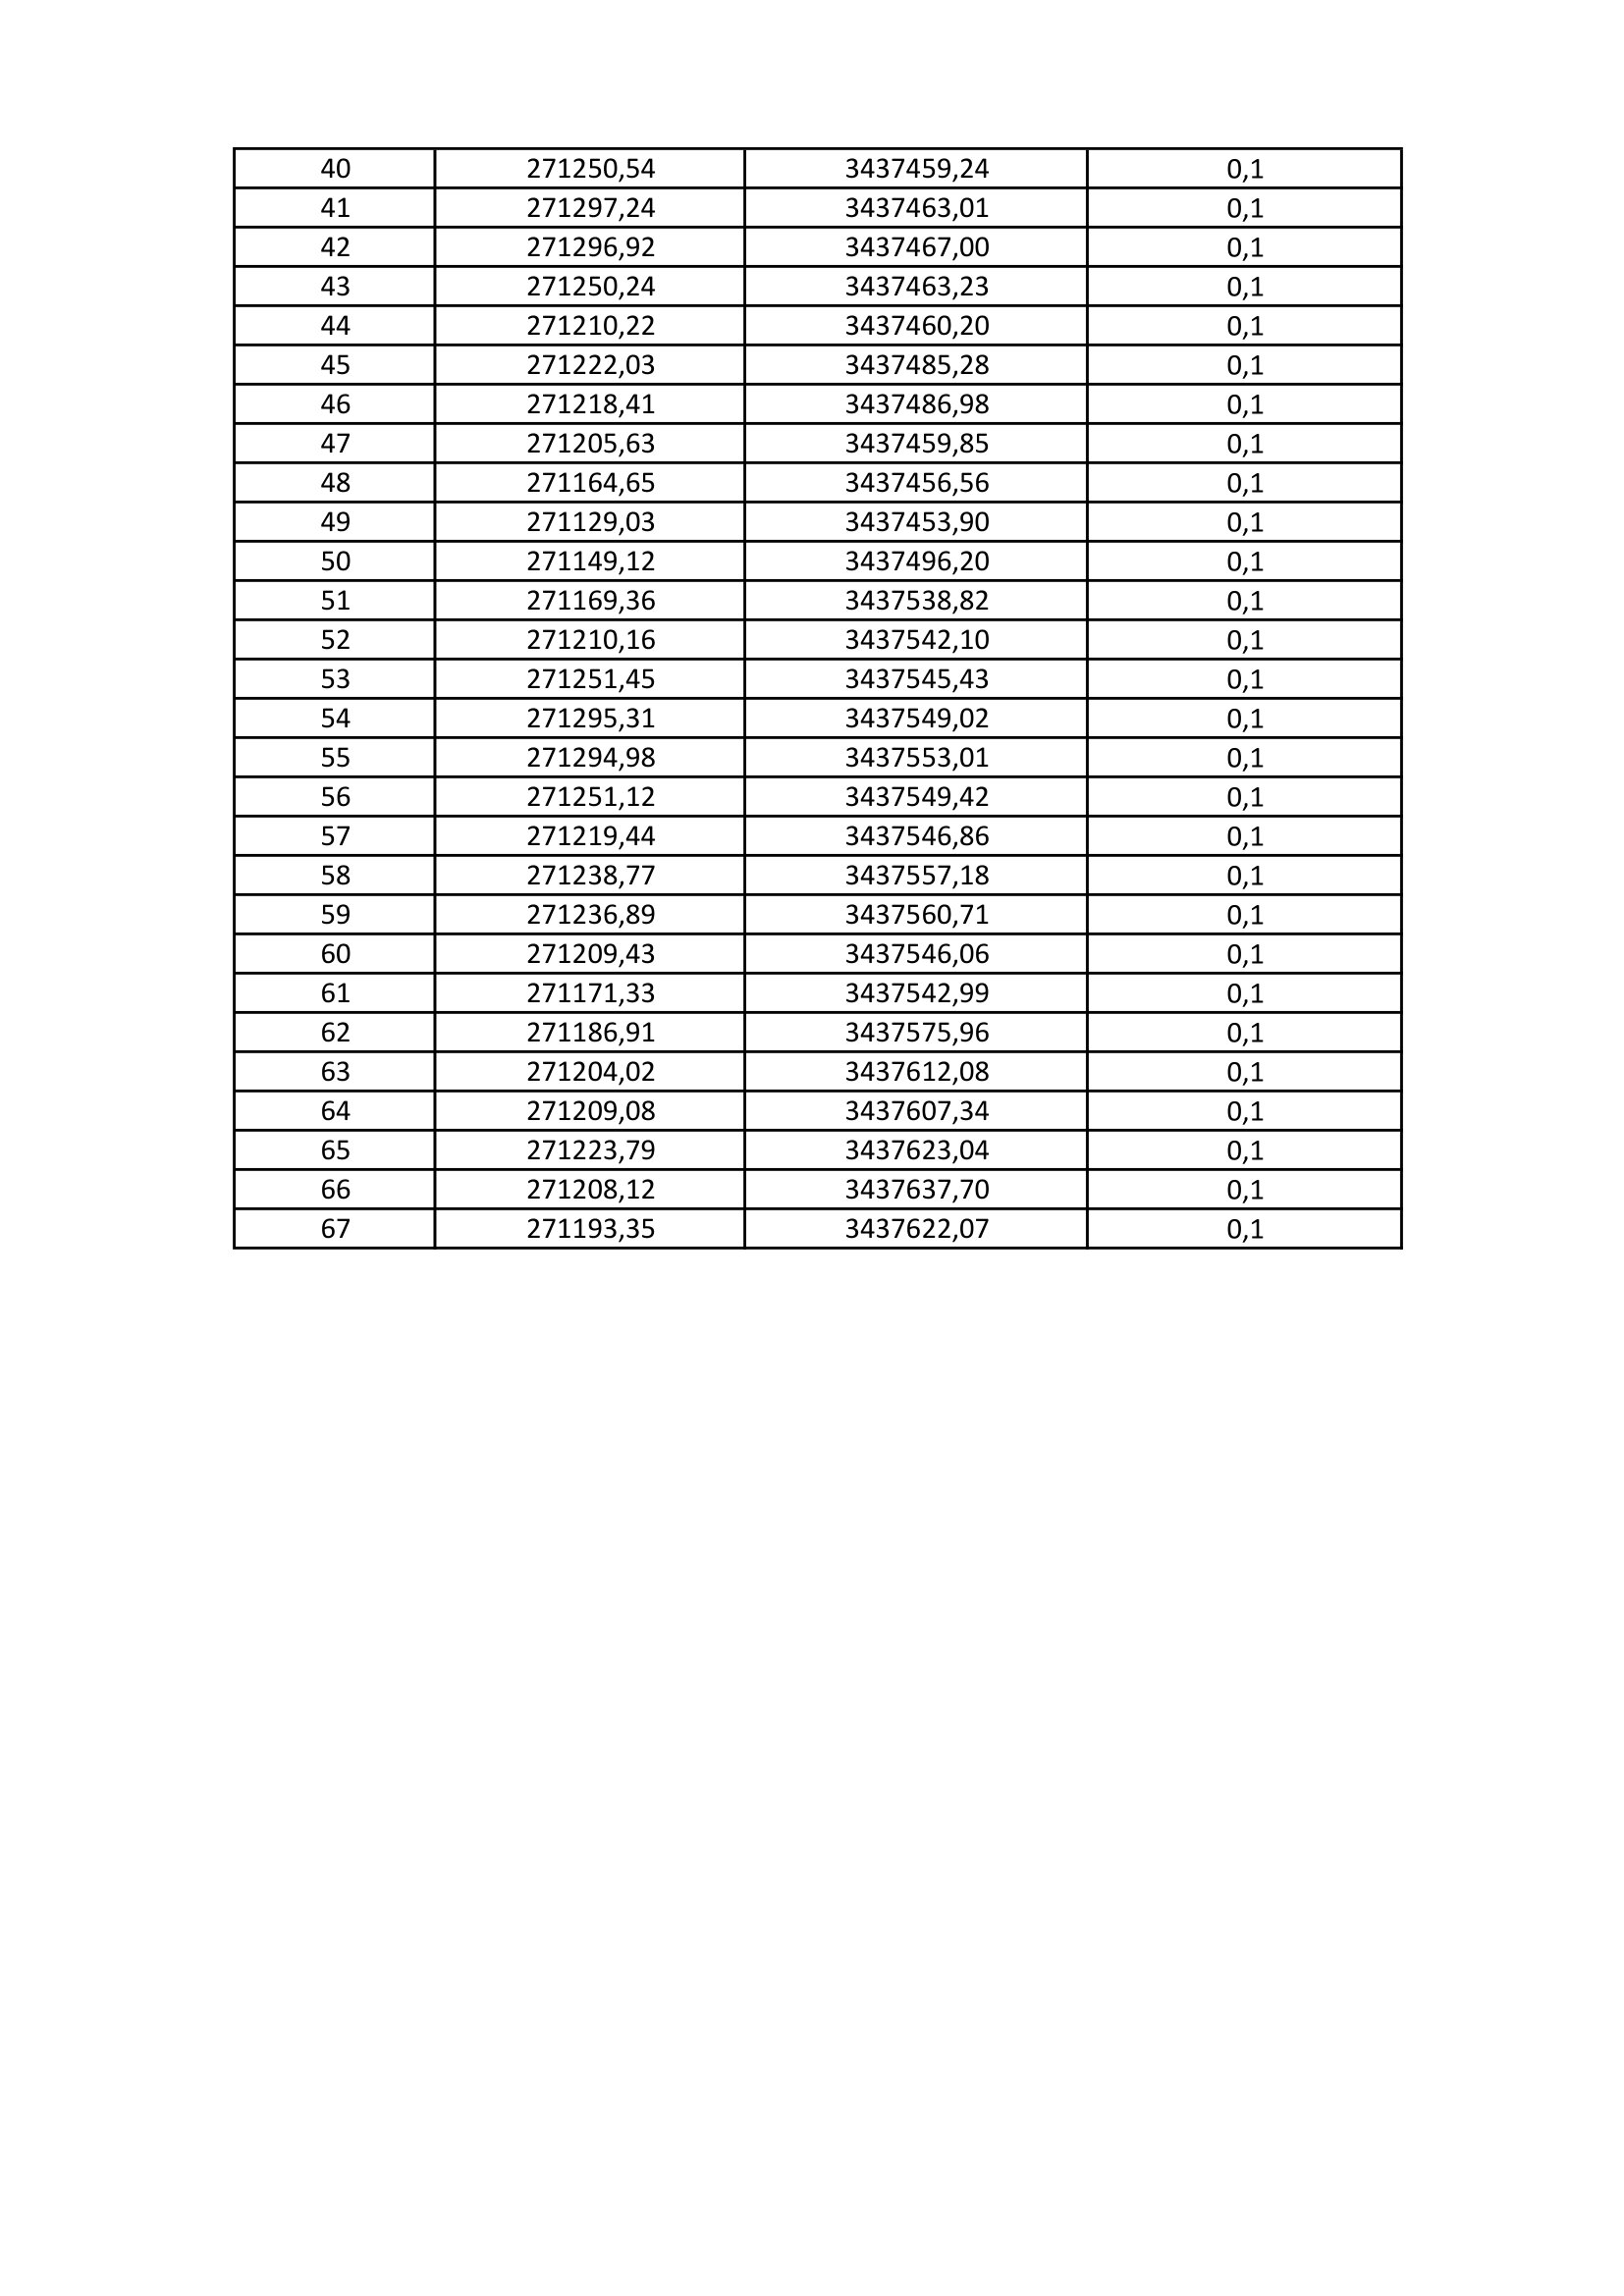 40 271250,54 3437459,24 0,1
41 271297,24 3437463,01 0,1
42 271296,92 3437467,00 0,1
43 271250,24 3437463,23 0,1
44 271210,22 3437460,20 0,1
45 271222,03 3437485,28 0,1
46 271218,41 3437486,98 0,1
47 271205,63 3437459,85 0,1
48 271164,65 3437456,56 0,1
49 271129,03 3437453,90 0,1
50 271149,12 3437496,20 0,1
51 271169,36 3437538,82 0,1
52 271210,16 3437542,10 0,1
53 271251,45 3437545,43 0,1
54 271295,31 3437549,02 0,1
55 271294,98 3437553,01 0,1
56 271251,12 3437549,42 0,1
57 271219,44 3437546,86 0,1
58 271238,77 3437557,18 0,1
59 271236,89 3437560,71 0,1
60 271209,43 3437546,06 0,1
61 271171,33 3437542,99 0,1
62 271186,91 3437575,96 0,1
63 271204,02 3437612,08 0,1
64 271209,08 3437607,34 0,1
65 271223,79 3437623,04 0,1
66 271208,12 3437637,70 0,1
67 271193,35 3437622,07 0,1